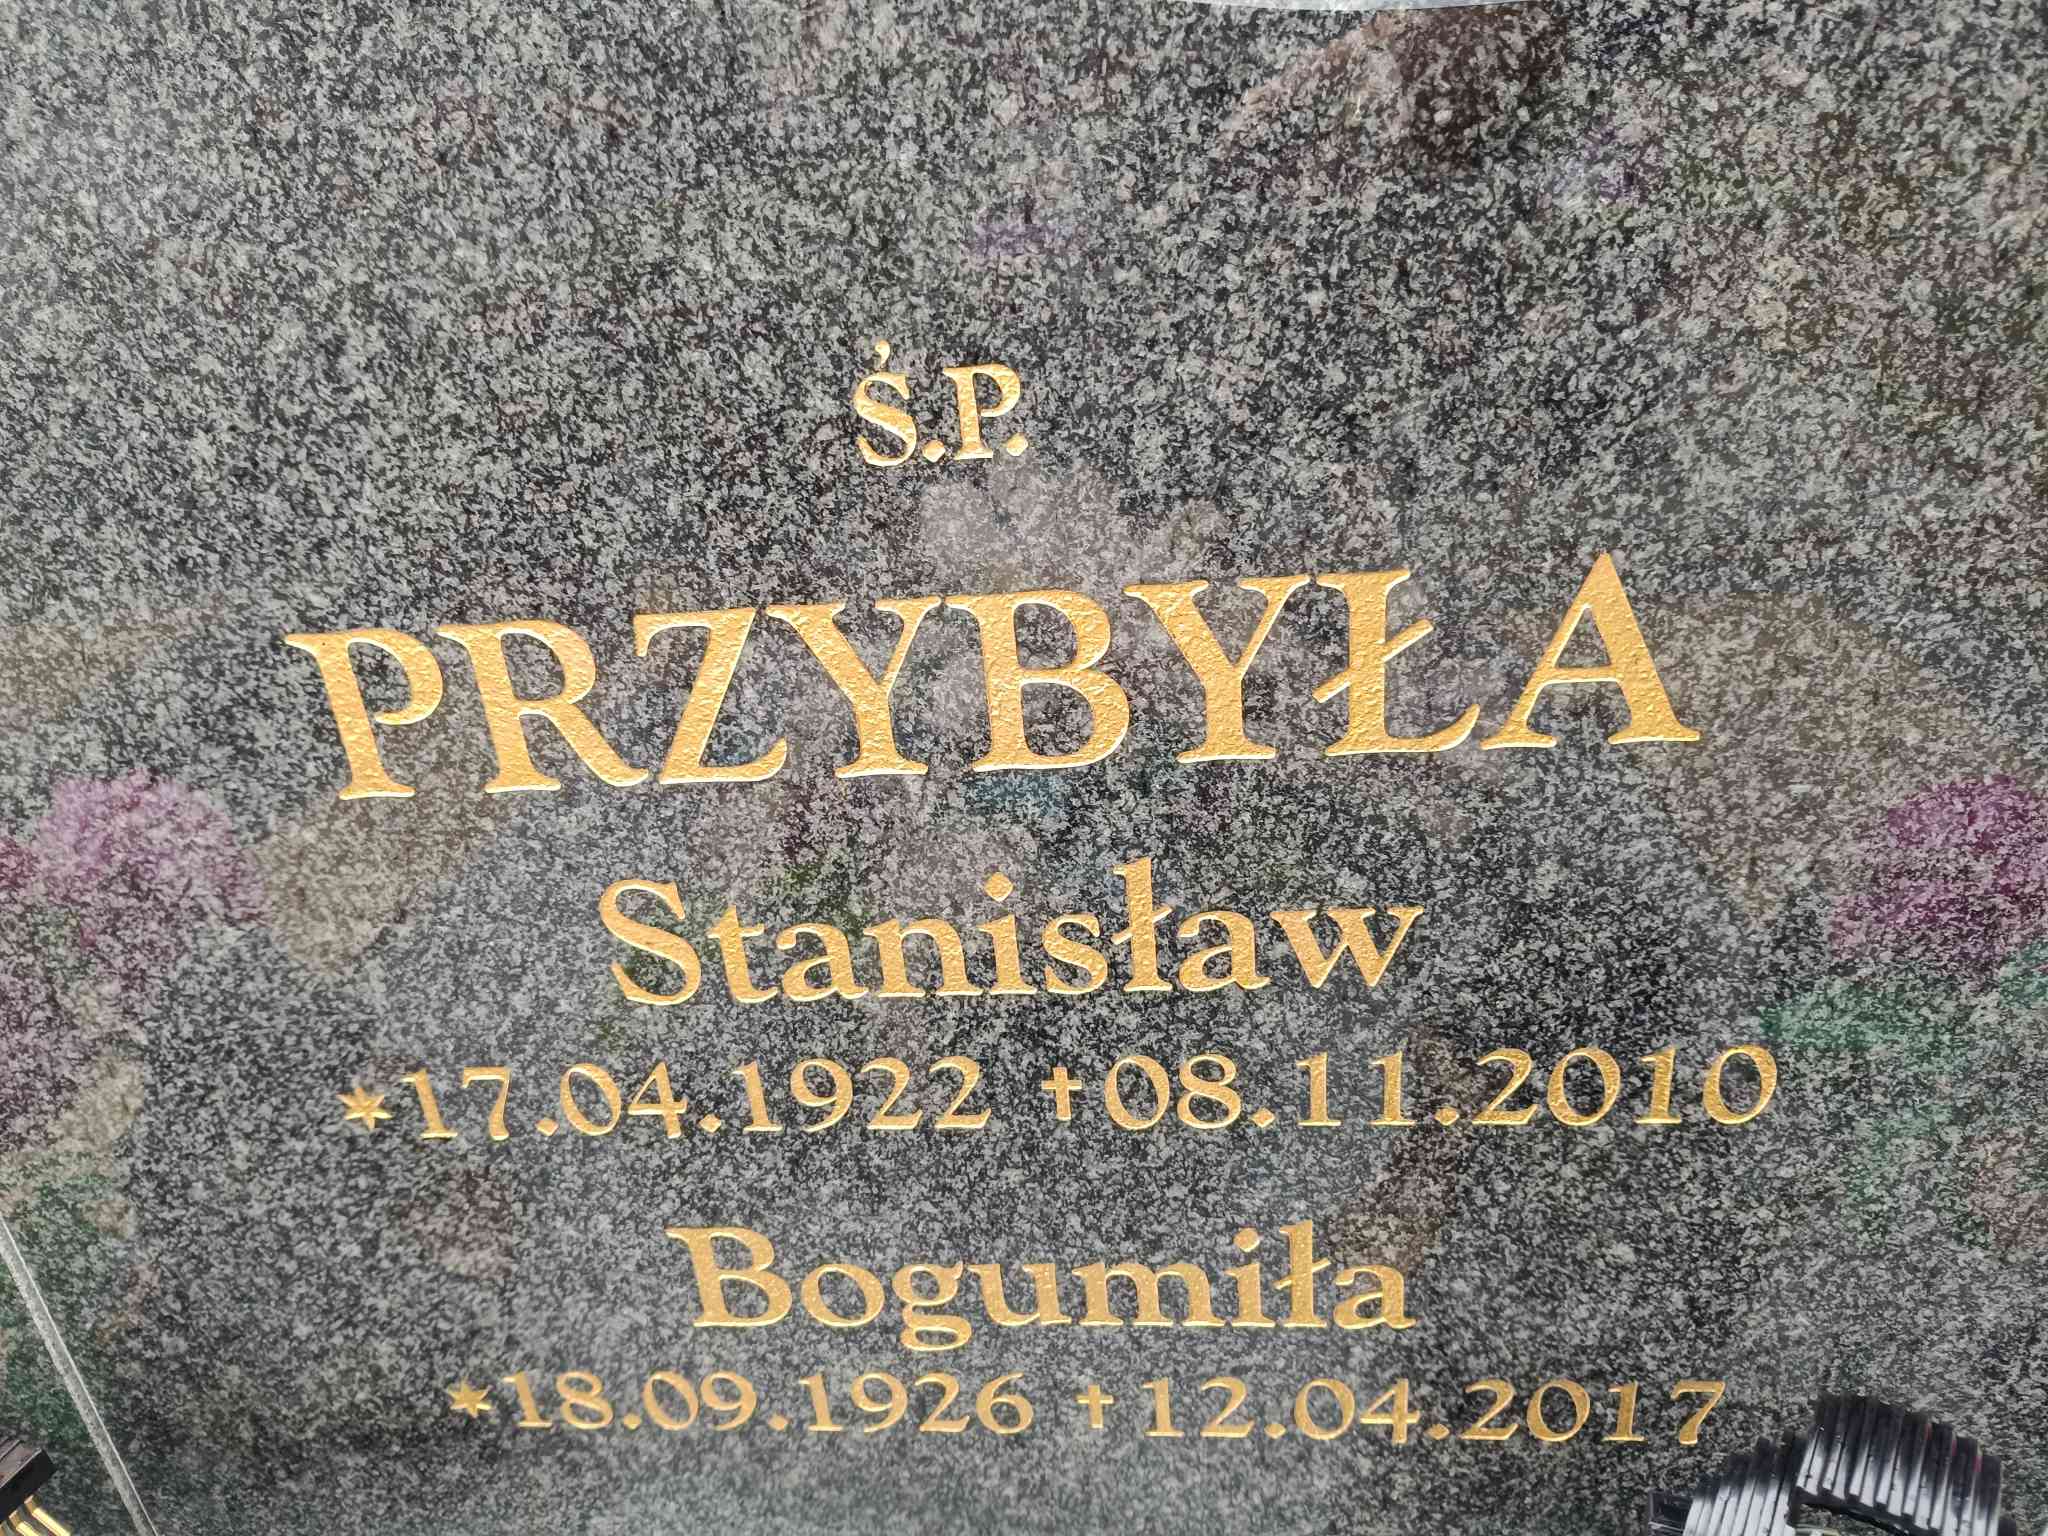 Ś.P.
PRZYBYŁA
Stanisław
*17.04.1922 †08.11.2010
Bogumiła
*18.09.1926 †12.04.2017